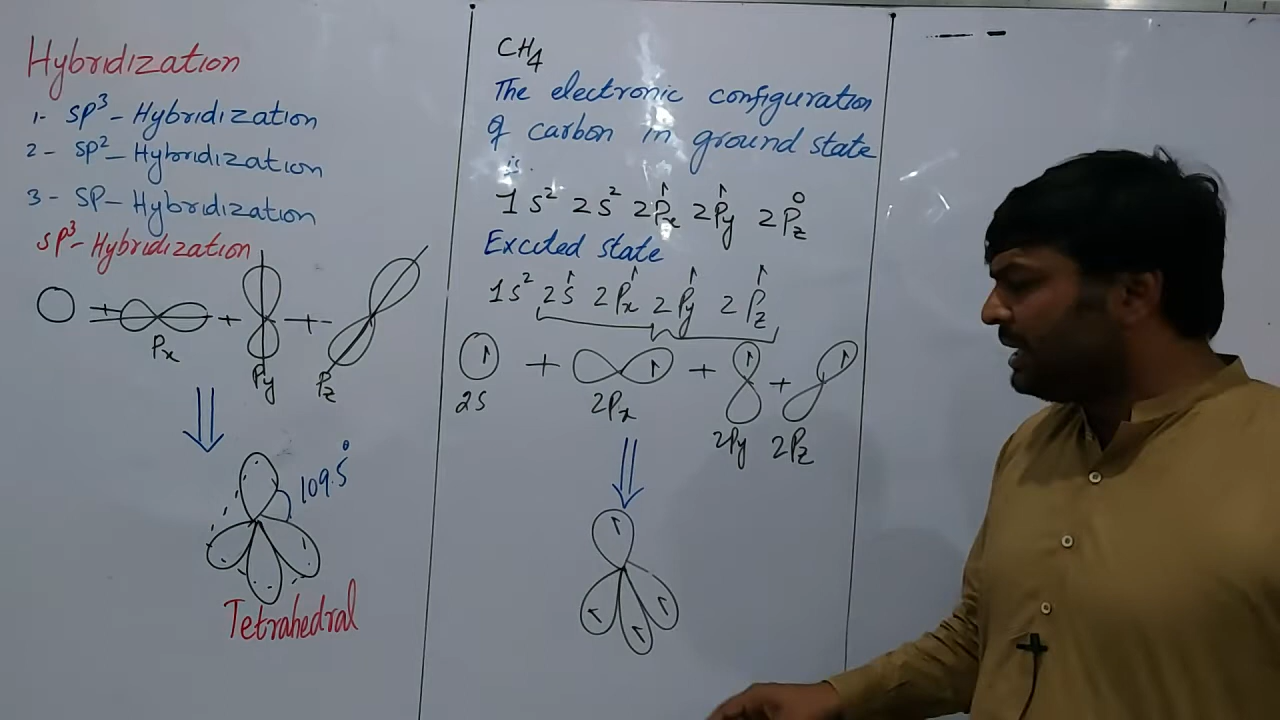 Hybridization
1- SP³-Hybridization
2- SP²-Hybridization
3- SP-Hybridization
SP³-Hybridization
+ + +
Px Py Pz
109.5°
Tetrahedral
CH₄
The electronic configuration
of carbon in ground state
is.
1s² 2s² 2Px↑ 2Py↑ 2Pz⁰
Excited state
1s² 2s↑ 2Px↑ 2Py↑ 2Pz↑
↑ + ↑ + ↑ + ↑
2s 2Px 2Py 2Pz